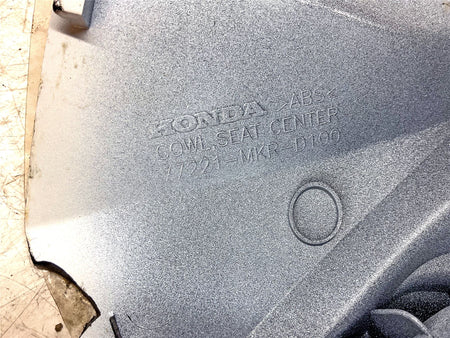 HONDA >ABS<
COWL,SEAT CENTER
77221-MKR-D100